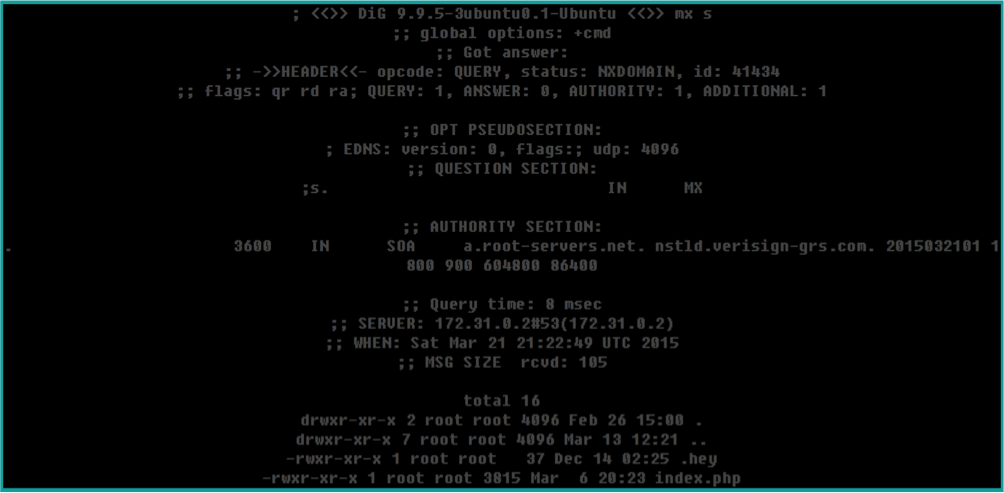 ; <<>> DiG 9.9.5-3ubuntu0.1-Ubuntu <<>> mx s
;; global options: +cmd
;; Got answer:
;; ->>HEADER<<- opcode: QUERY, status: NXDOMAIN, id: 41434
;; flags: qr rd ra; QUERY: 1, ANSWER: 0, AUTHORITY: 1, ADDITIONAL: 1
;; OPT PSEUDOSECTION:
; EDNS: version: 0, flags:; udp: 4096
;; QUESTION SECTION:
;s. IN MX
;; AUTHORITY SECTION:
. 3600 IN SOA a.root-servers.net. nstld.verisign-grs.com. 2015032101 1
800 900 604800 86400
;; Query time: 8 msec
;; SERVER: 172.31.0.2#53(172.31.0.2)
;; WHEN: Sat Mar 21 21:22:49 UTC 2015
;; MSG SIZE rcvd: 105
total 16
drwxr-xr-x 2 root root 4096 Feb 26 15:00 .
drwxr-xr-x 7 root root 4096 Mar 13 12:21 ..
-rwxr-xr-x 1 root root 37 Dec 14 02:25 .hey
-rwxr-xr-x 1 root root 3815 Mar 6 20:23 index.php